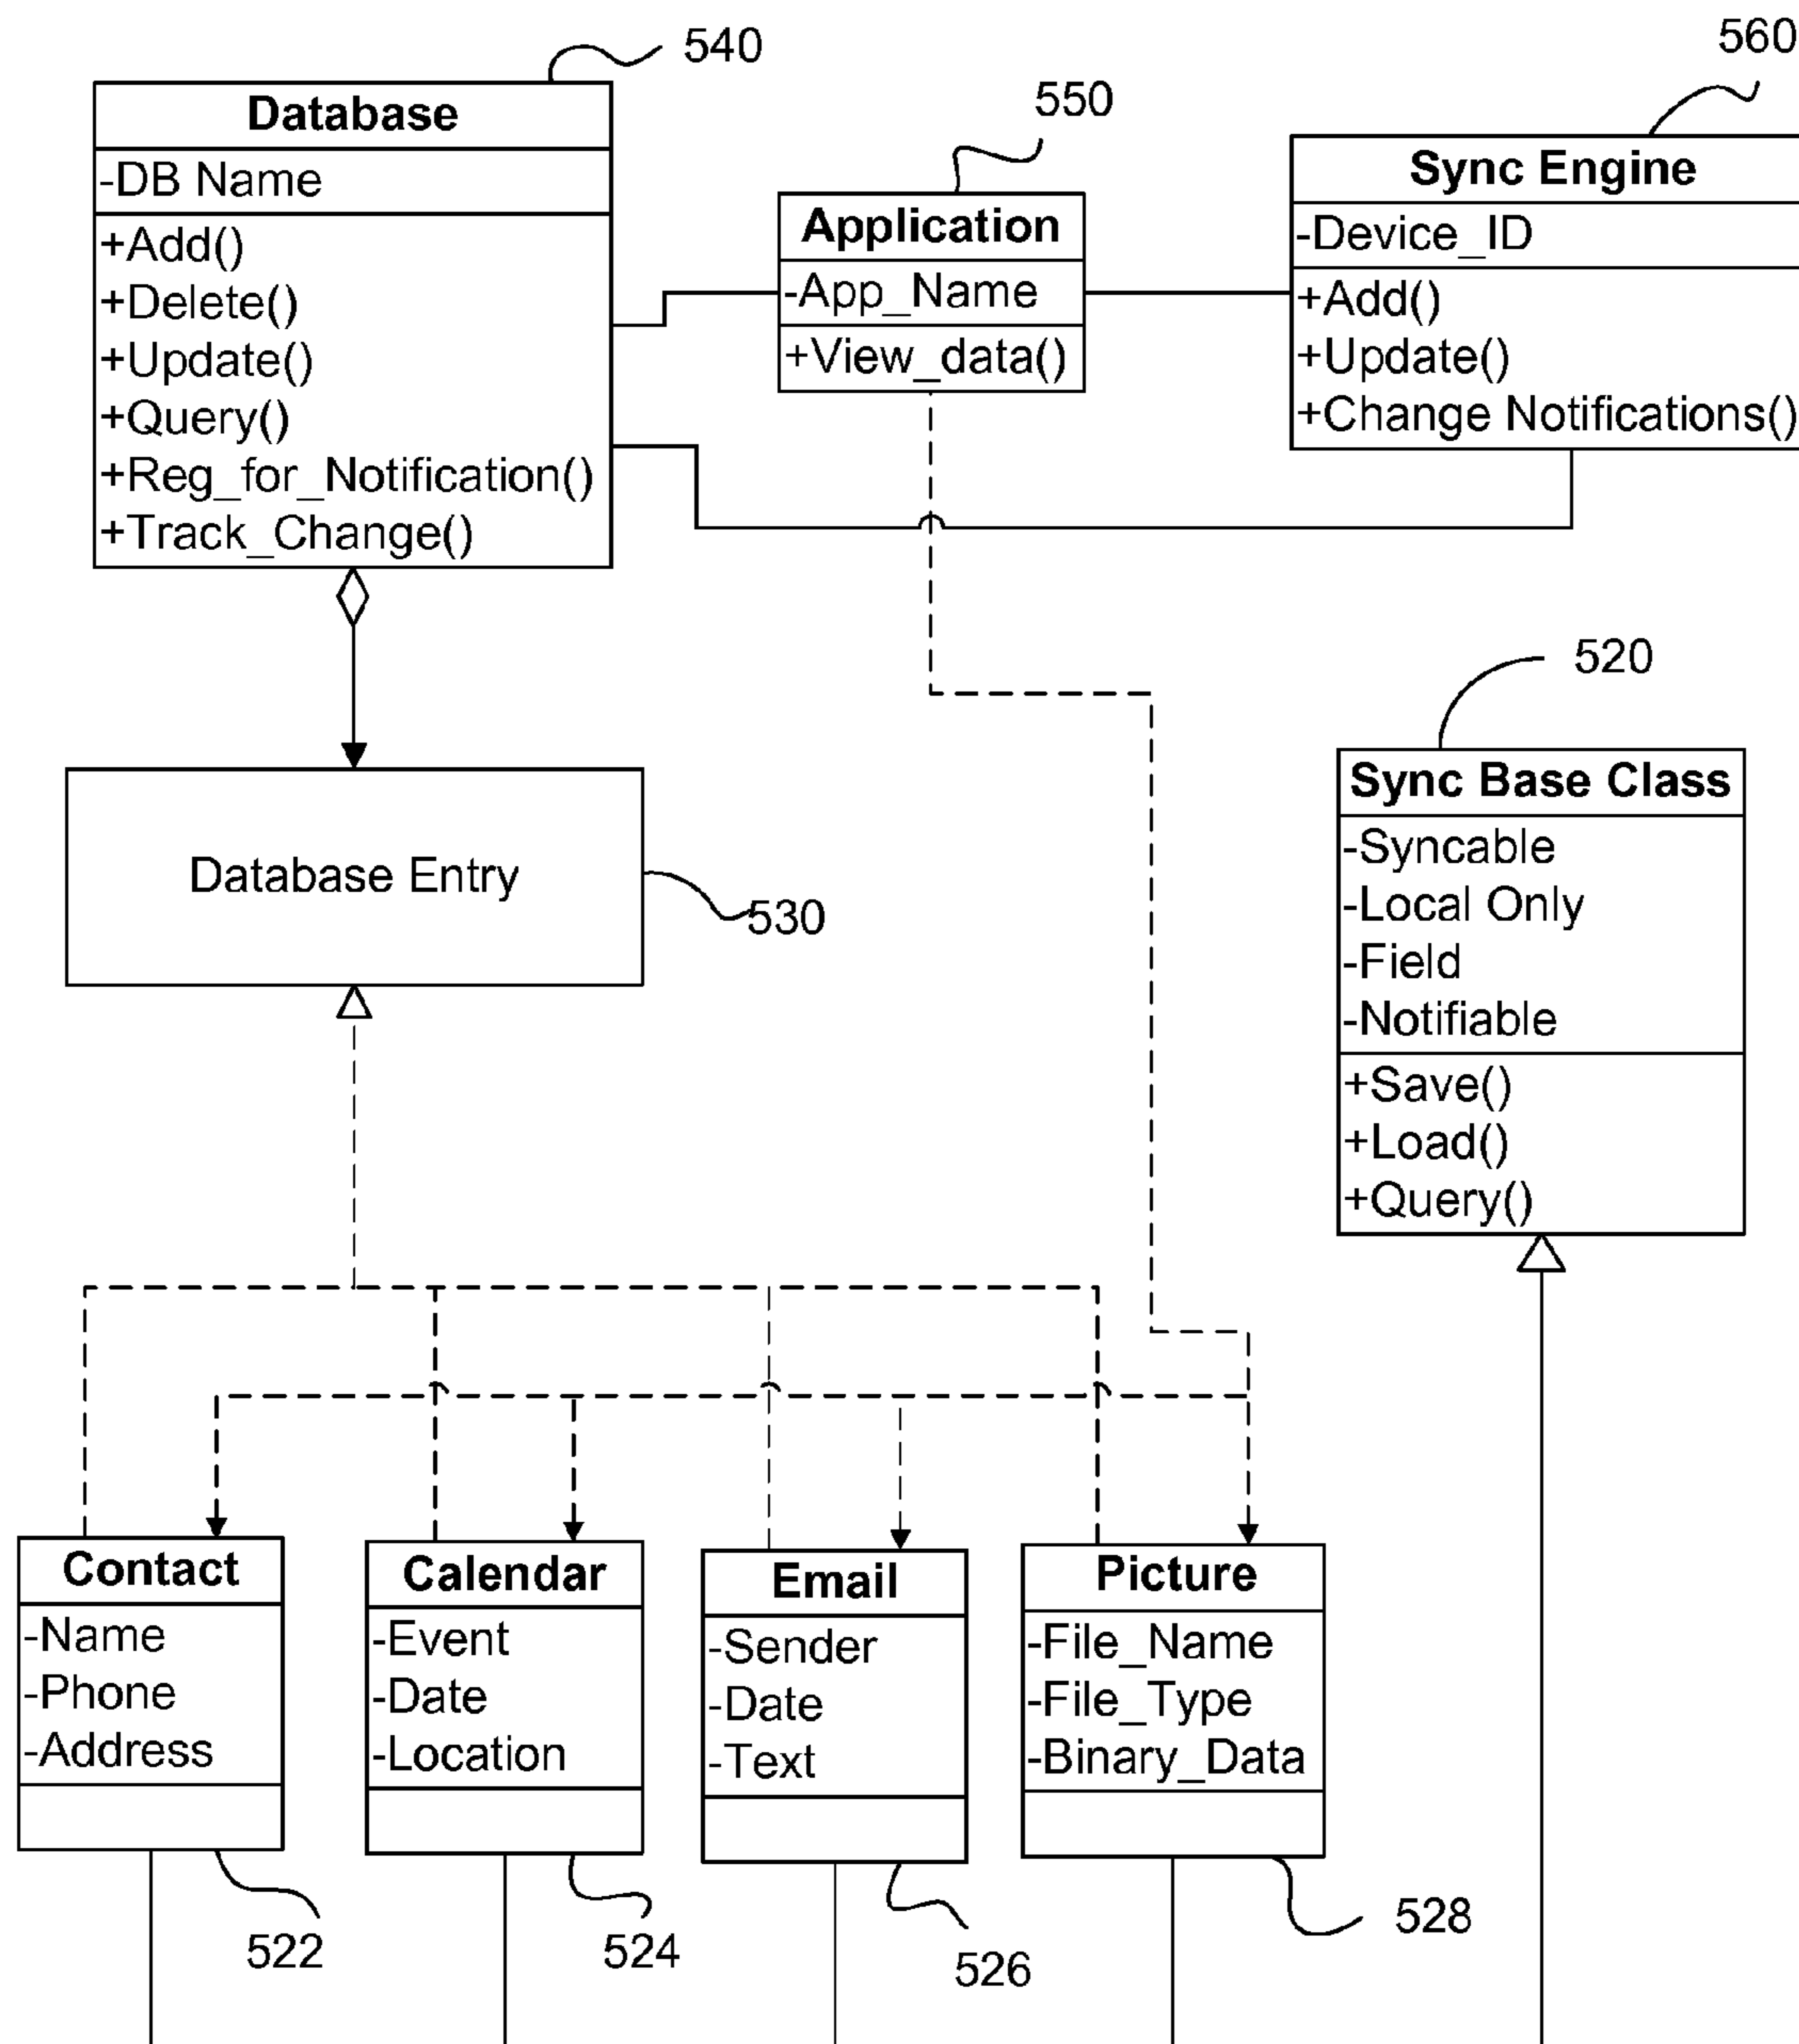 540
Database
-DB Name
+Add()
+Delete()
+Update()
+Query()
+Reg_for_Notification()
+Track_Change()
550
Application
-App_Name
+View_data()
560
Sync Engine
-Device_ID
+Add()
+Update()
+Change Notifications()
Database Entry
530
520
Sync Base Class
-Syncable
-Local Only
-Field
-Notifiable
+Save()
+Load()
+Query()
Contact
-Name
-Phone
-Address
522
Calendar
-Event
-Date
-Location
524
Email
-Sender
-Date
-Text
526
Picture
-File_Name
-File_Type
-Binary_Data
528